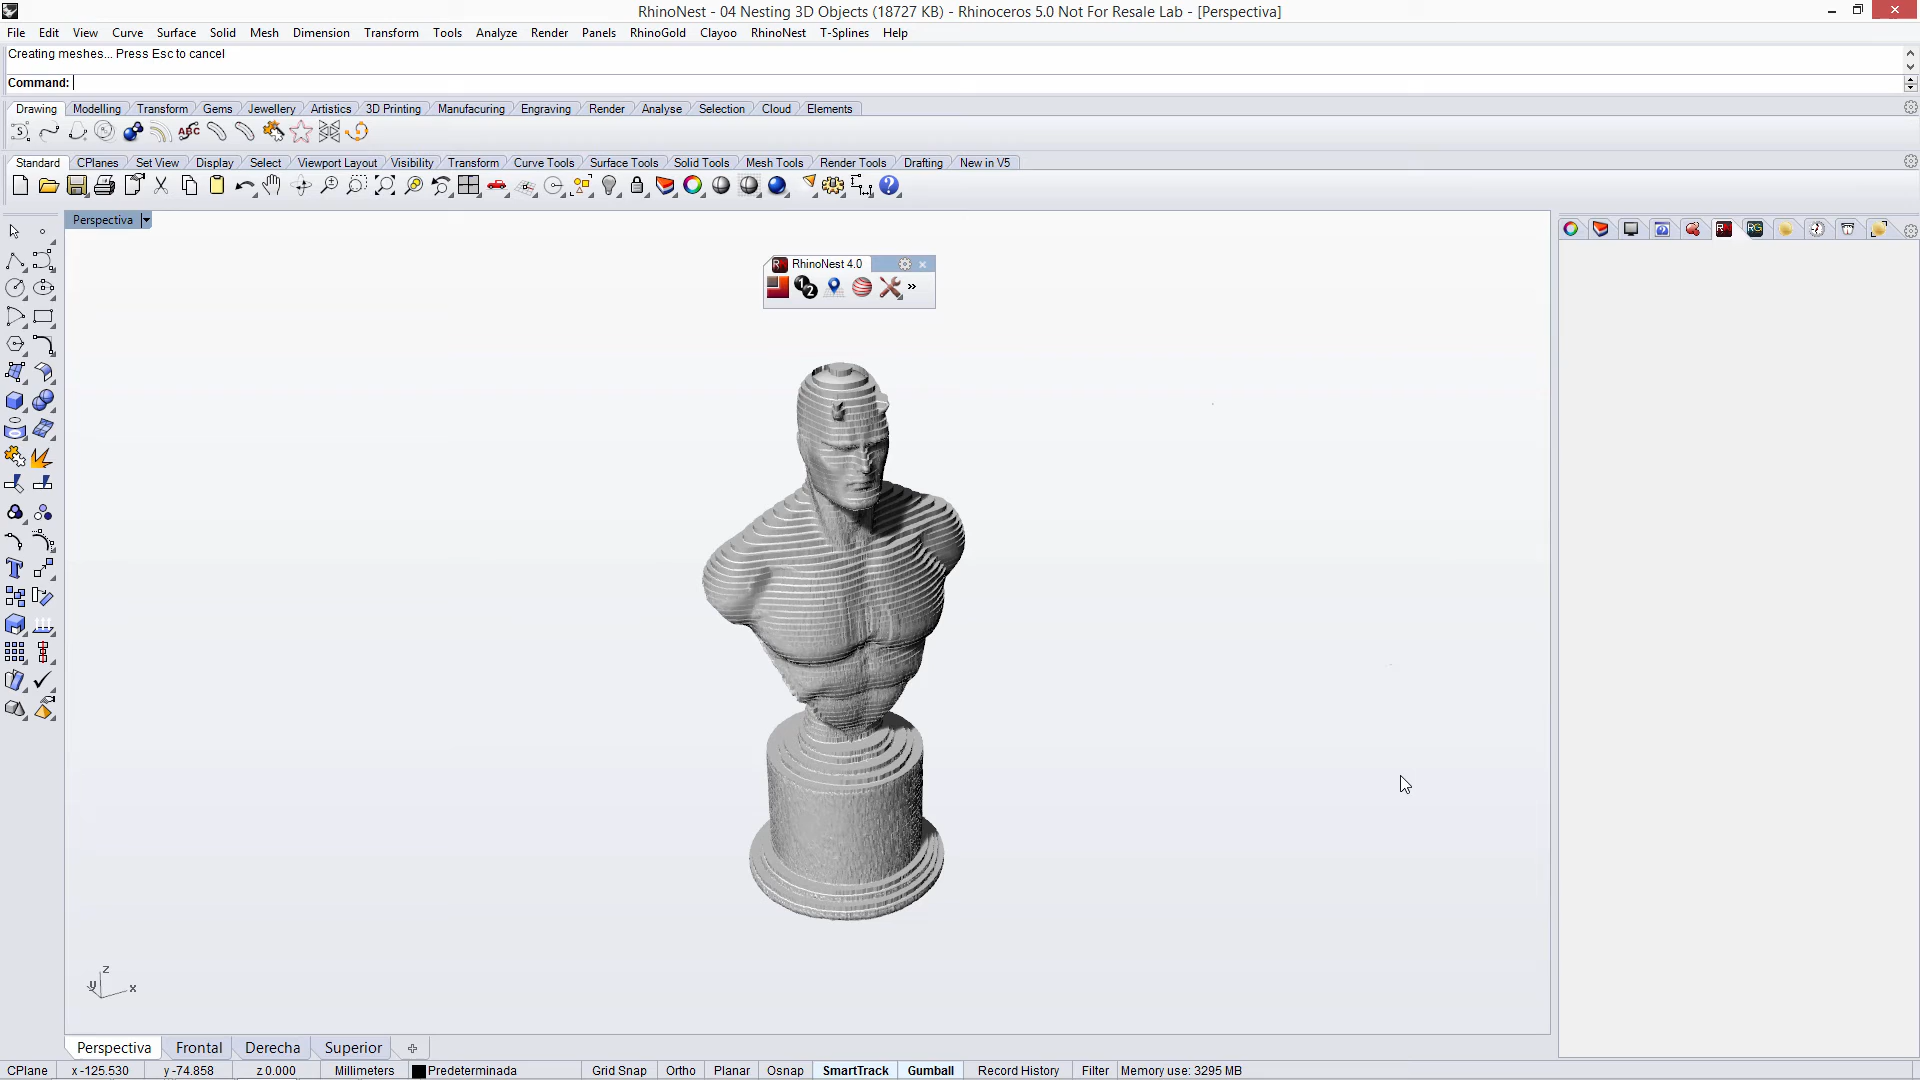 RhinoNest - 04 Nesting 3D Objects (18727 KB) - Rhinoceros 5.0 Not For Resale Lab - [Perspectiva]
File Edit View Curve Surface Solid Mesh Dimension Transform Tools Analyze Render Panels RhinoGold Clayoo RhinoNest T-Splines Help
Creating meshes... Press Esc to cancel
Command:
Drawing Modelling Transform Gems Jewellery Artistics 3D Printing Manufacuring Engraving Render Analyse Selection Cloud Elements
ABC
Standard CPlanes Set View Display Select Viewport Layout Visibility Transform Curve Tools Surface Tools Solid Tools Mesh Tools Render Tools Drafting New in V5
Perspectiva
RhinoNest 4.0
1 2
z
y x
Perspectiva Frontal Derecha Superior
CPlane x -125.530 y -74.858 z 0.000 Millimeters Predeterminada Grid Snap Ortho Planar Osnap SmartTrack Gumball Record History Filter Memory use: 3295 MB